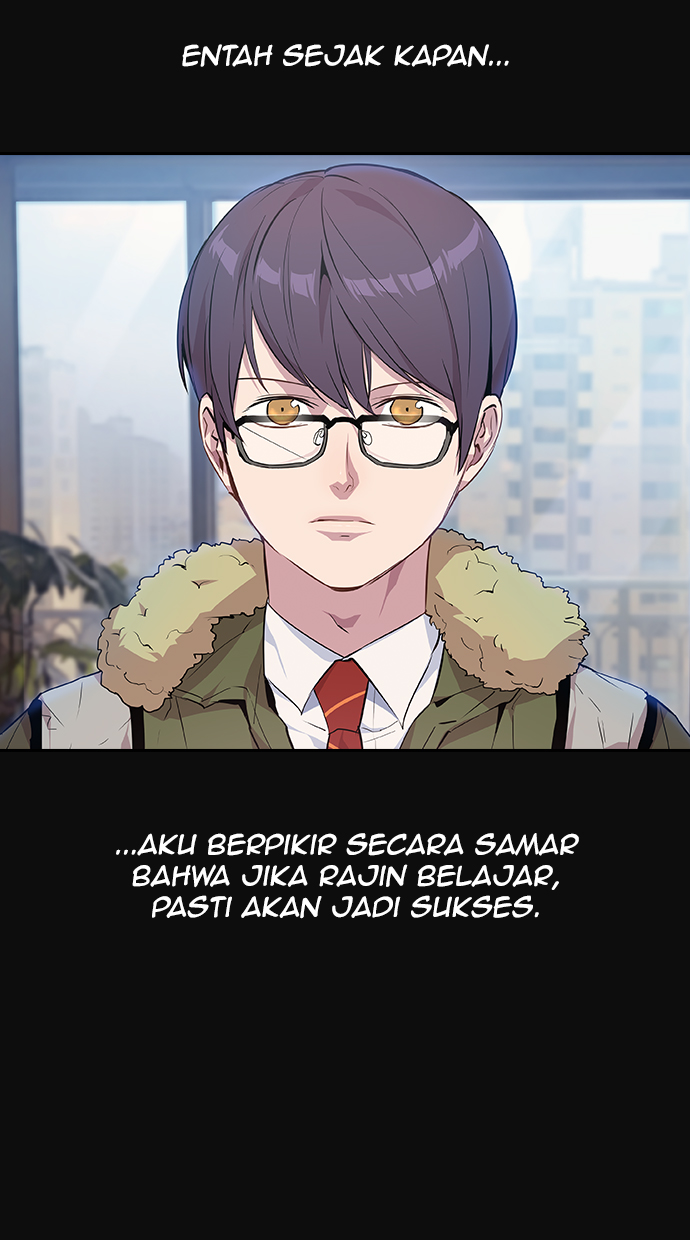 ENTAH SEJAK KAPAN...
...AKU BERPIKIR SECARA SAMAR
BAHWA JIKA RAJIN BELAJAR,
PASTI AKAN JADI SUKSES.